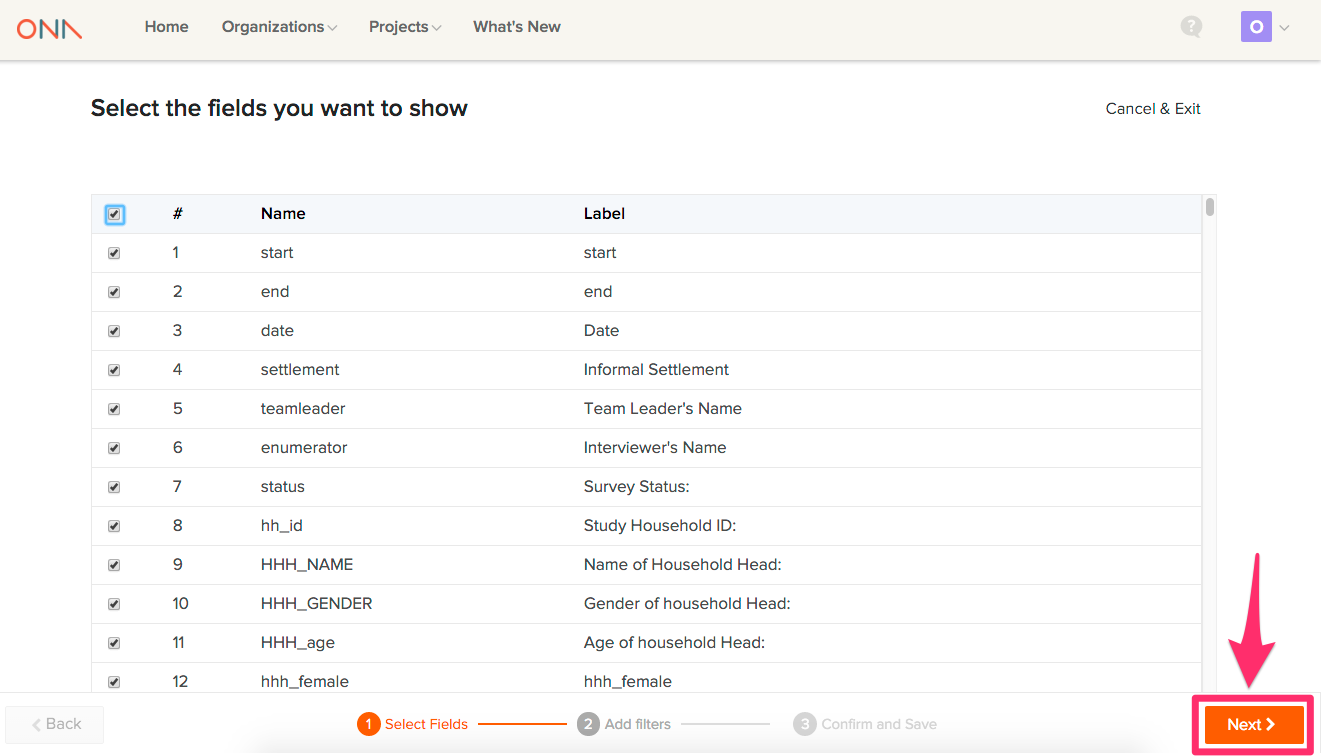 ONA Home Organizations Projects What's New ? O
Select the fields you want to show Cancel & Exit
# Name Label
1 start start
2 end end
3 date Date
4 settlement Informal Settlement
5 teamleader Team Leader's Name
6 enumerator Interviewer's Name
7 status Survey Status:
8 hh_id Study Household ID:
9 HHH_NAME Name of Household Head:
10 HHH_GENDER Gender of household Head:
11 HHH_age Age of household Head:
12 hhh_female hhh_female
Back 1 Select Fields 2 Add filters 3 Confirm and Save Next